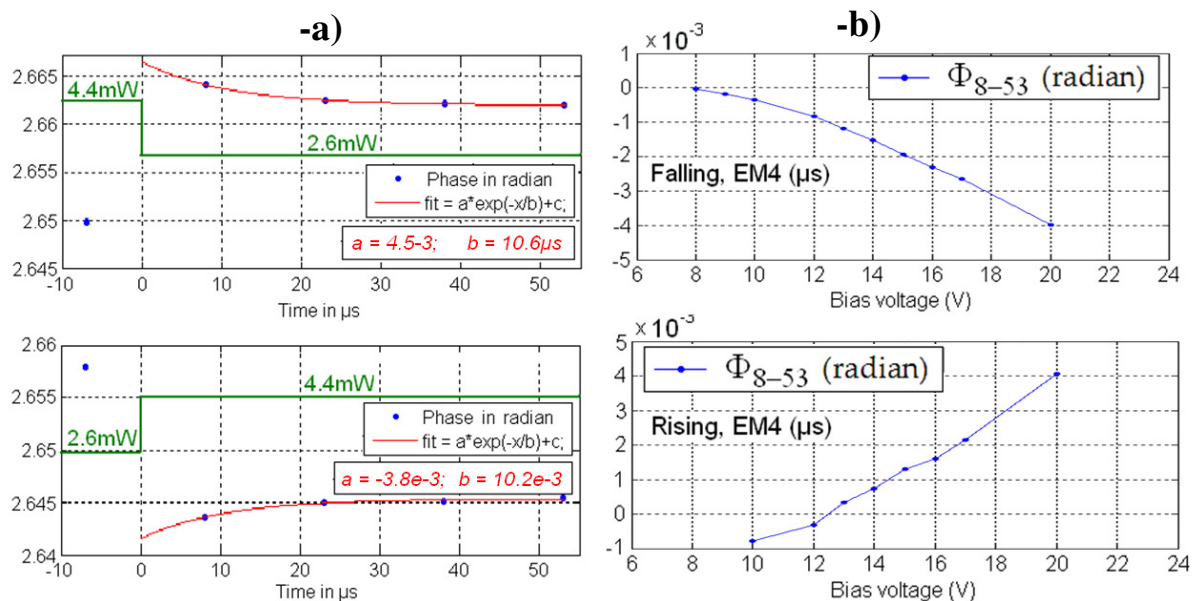 -a)
2.665
2.66
2.655
2.65
2.645
4.4mW
2.6mW
Phase in radian
fit = a*exp(-x/b)+c;
a = 4.5-3; b = 10.6µs
-10 0 10 20 30 40 50
Time in µs
2.66
2.655
2.65
2.645
2.64
2.6mW
4.4mW
Phase in radian
fit = a*exp(-x/b)+c;
a = -3.8e-3; b = 10.2e-3
-10 0 10 20 30 40 50
Time in µs
-b)
x 10⁻³
1
0
-1
-2
-3
-4
-5
Φ₈₋₅₃ (radian)
Falling, EM4 (µs)
6 8 10 12 14 16 18 20 22 24
Bias voltage (V)
x 10⁻³
5
4
3
2
1
0
-1
Φ₈₋₅₃ (radian)
Rising, EM4 (µs)
6 8 10 12 14 16 18 20 22 24
Bias voltage (V)